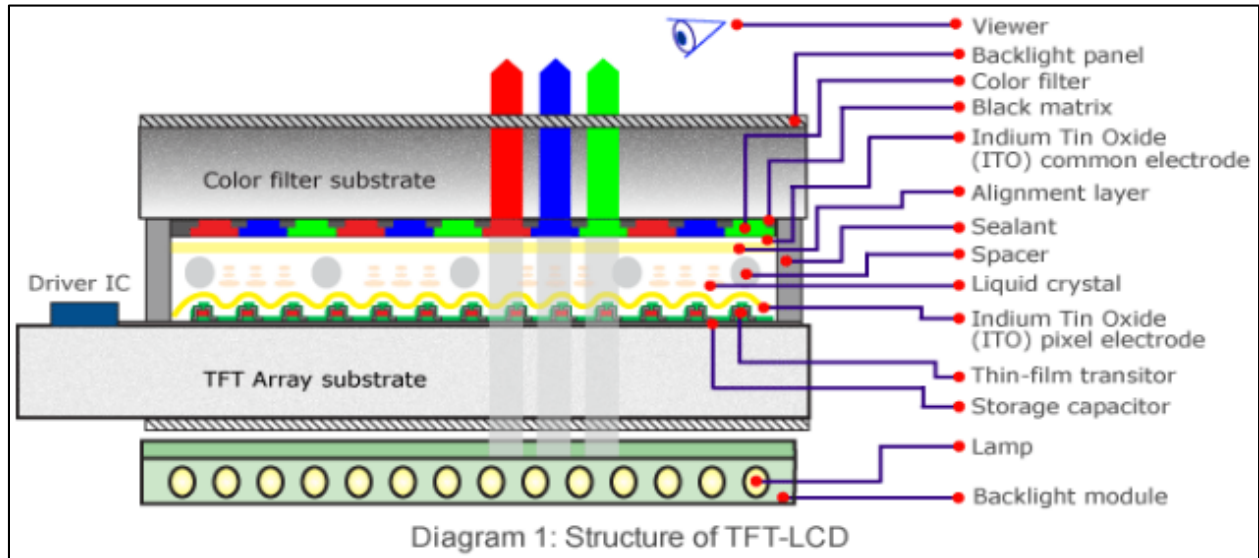 Viewer
Backlight panel
Color filter
Black matrix
Indium Tin Oxide
(ITO) common electrode
Alignment layer
Sealant
Spacer
Liquid crystal
Indium Tin Oxide
(ITO) pixel electrode
Thin-film transitor
Storage capacitor
Lamp
Backlight module
Color filter substrate
Driver IC
TFT Array substrate
Diagram 1: Structure of TFT-LCD